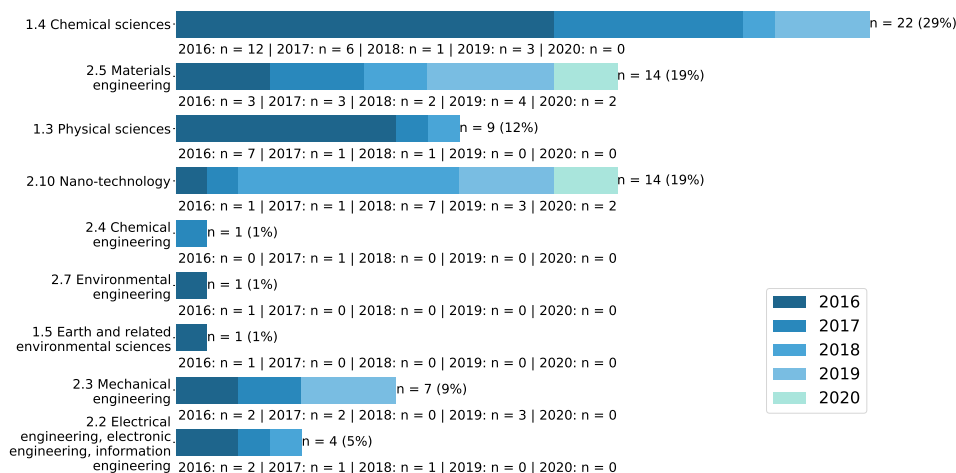 1.4 Chemical sciences
n = 22 (29%)
2016: n = 12 | 2017: n = 6 | 2018: n = 1 | 2019: n = 3 | 2020: n = 0
2.5 Materials
engineering
n = 14 (19%)
2016: n = 3 | 2017: n = 3 | 2018: n = 2 | 2019: n = 4 | 2020: n = 2
1.3 Physical sciences
n = 9 (12%)
2016: n = 7 | 2017: n = 1 | 2018: n = 1 | 2019: n = 0 | 2020: n = 0
2.10 Nano-technology
n = 14 (19%)
2016: n = 1 | 2017: n = 1 | 2018: n = 7 | 2019: n = 3 | 2020: n = 2
2.4 Chemical
engineering
n = 1 (1%)
2016: n = 0 | 2017: n = 1 | 2018: n = 0 | 2019: n = 0 | 2020: n = 0
2.7 Environmental
engineering
n = 1 (1%)
2016: n = 1 | 2017: n = 0 | 2018: n = 0 | 2019: n = 0 | 2020: n = 0
1.5 Earth and related
environmental sciences
n = 1 (1%)
2016: n = 1 | 2017: n = 0 | 2018: n = 0 | 2019: n = 0 | 2020: n = 0
2.3 Mechanical
engineering
n = 7 (9%)
2016: n = 2 | 2017: n = 2 | 2018: n = 0 | 2019: n = 3 | 2020: n = 0
2.2 Electrical
engineering, electronic
engineering, information
engineering
n = 4 (5%)
2016: n = 2 | 2017: n = 1 | 2018: n = 1 | 2019: n = 0 | 2020: n = 0
2016
2017
2018
2019
2020